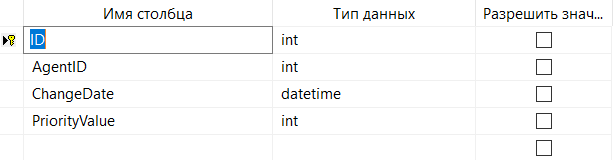 Имя столбца Тип данных Разрешить знач...
ID int
AgentID int
ChangeDate datetime
PriorityValue int